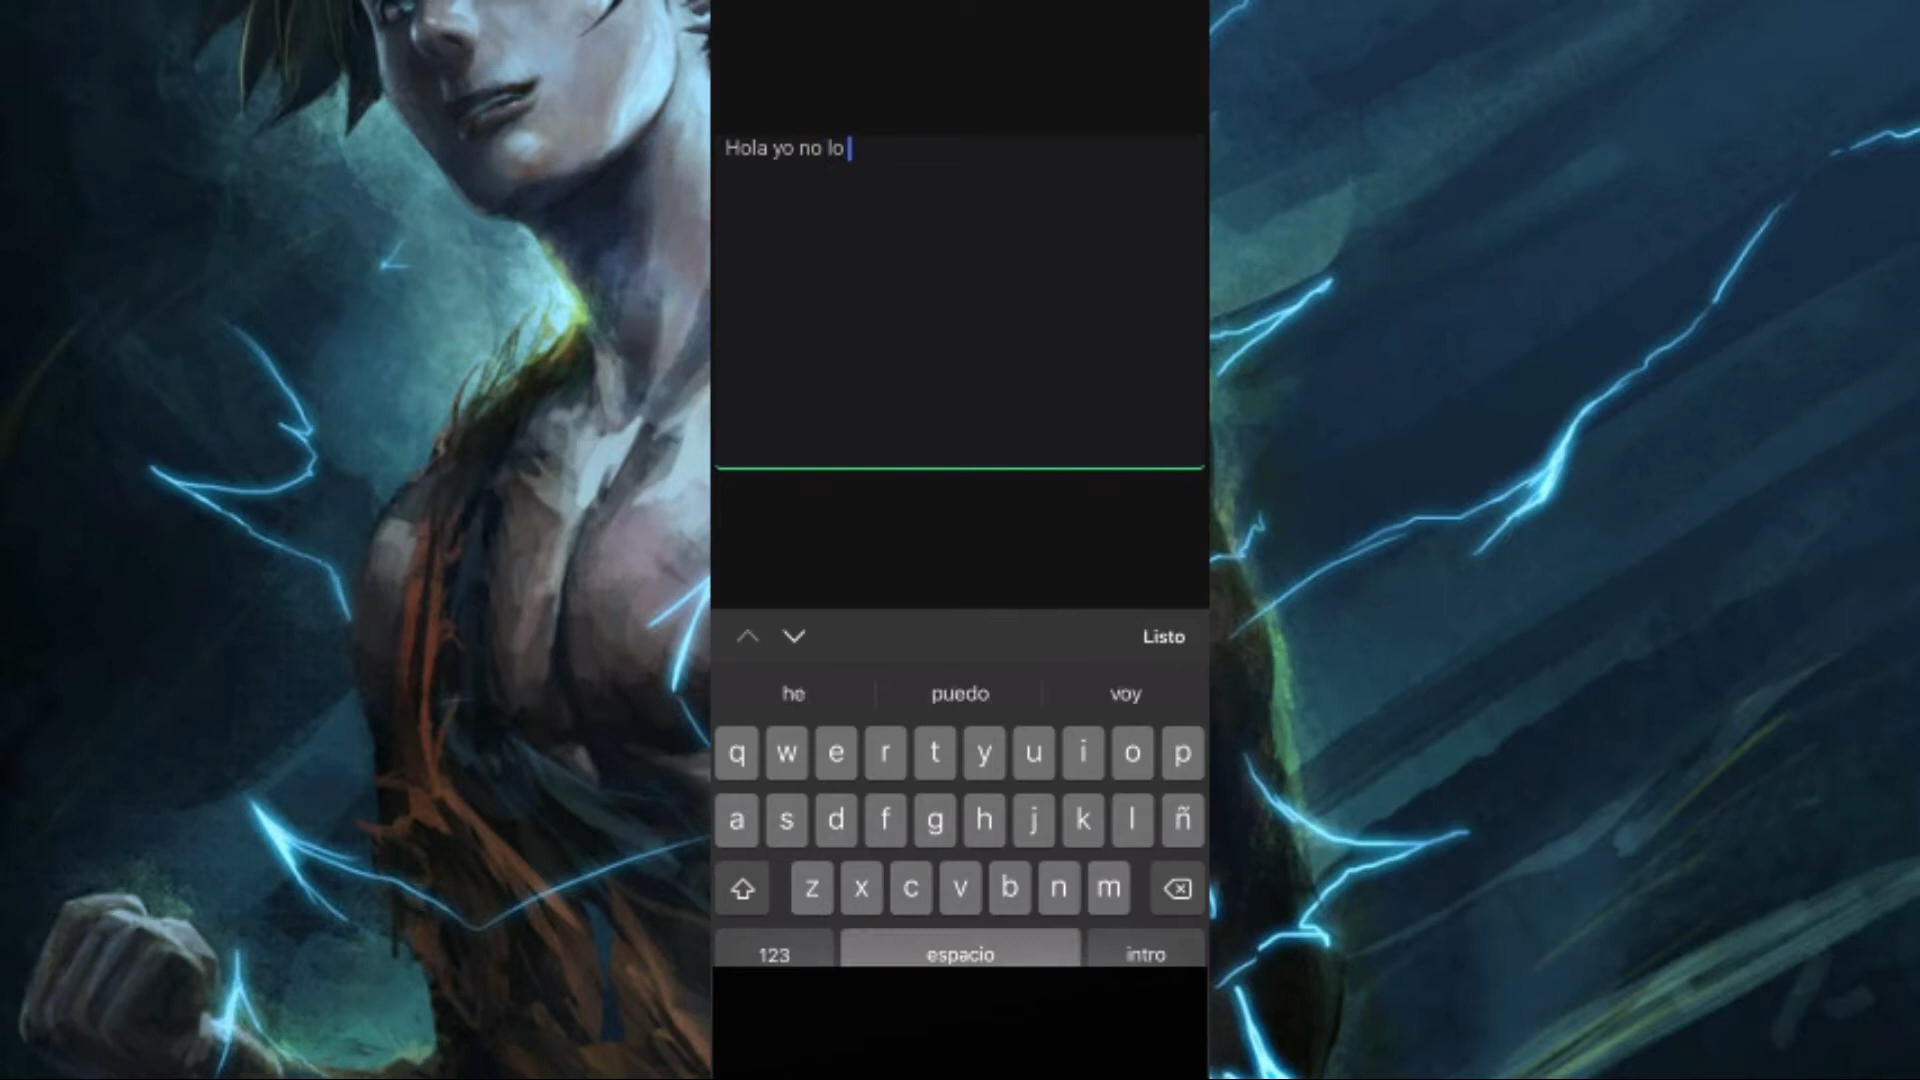 Hola yo no lo
Listo
he puedo voy
q w e r t y u i o p
a s d f g h j k l ñ
z x c v b n m
123 espacio intro